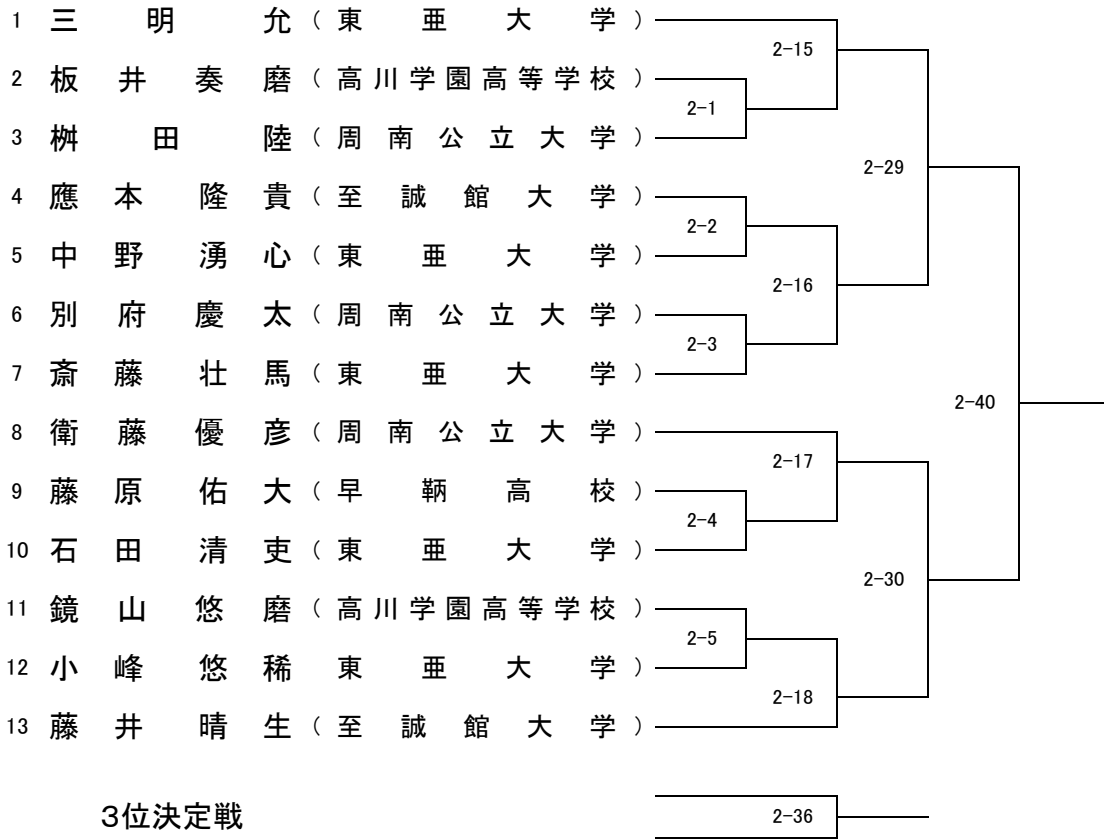 1 三 明 允 ( 東 亜 大 学 )
2-15
2 板 井 奏 磨 ( 高 川 学 園 高 等 学 校 )
2-1
3 桝 田 陸 ( 周 南 公 立 大 学 )
2-29
4 應 本 隆 貴 ( 至 誠 館 大 学 )
2-2
5 中 野 湧 心 ( 東 亜 大 学 )
2-16
6 別 府 慶 太 ( 周 南 公 立 大 学 )
2-3
7 斎 藤 壮 馬 ( 東 亜 大 学 )
2-40
8 衛 藤 優 彦 ( 周 南 公 立 大 学 )
2-17
9 藤 原 佑 大 ( 早 鞆 高 校 )
2-4
10 石 田 清 吏 ( 東 亜 大 学 )
2-30
11 鏡 山 悠 磨 ( 高 川 学 園 高 等 学 校 )
2-5
12 小 峰 悠 稀 東 亜 大 学 )
2-18
13 藤 井 晴 生 ( 至 誠 館 大 学 )
3位決定戦 2-36